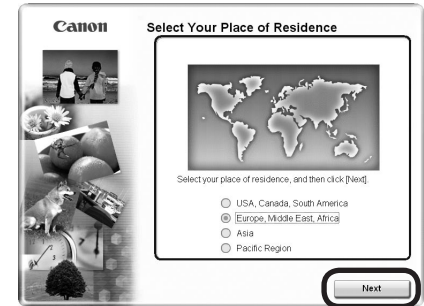 Canon
Select Your Place of Residence
Select your place of residence, and then click [Next].
USA, Canada, South America
Europe, Middle East, Africa
Asia
Pacific Region
Next